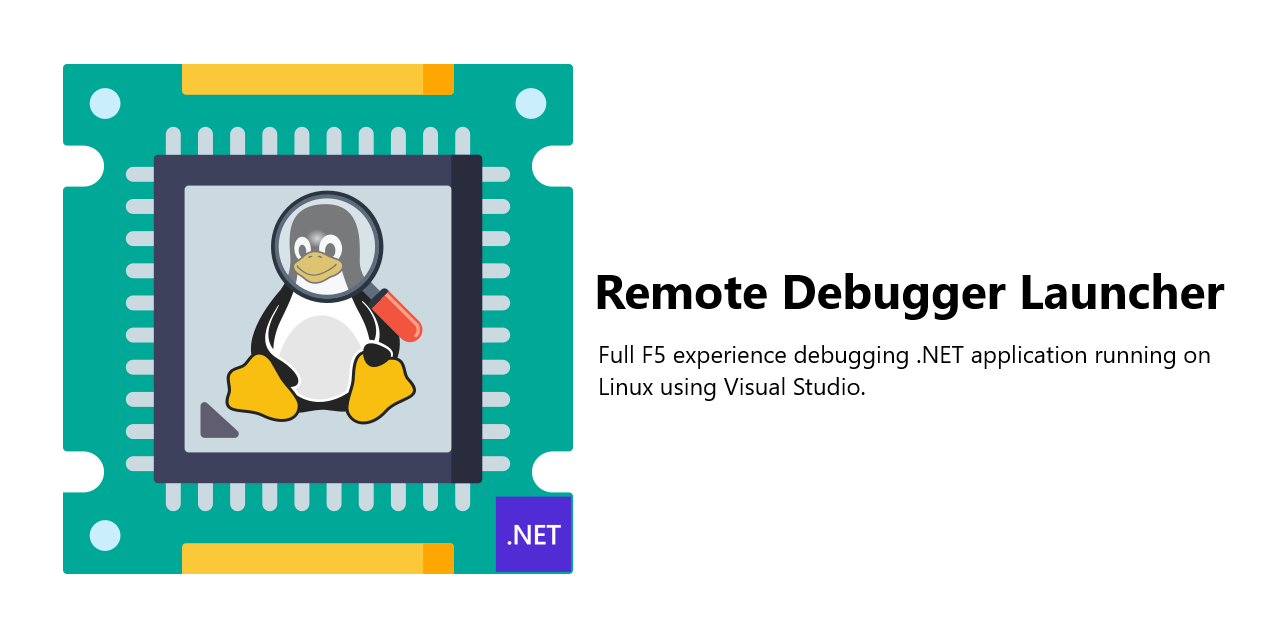 Remote Debugger Launcher
Full F5 experience debugging .NET application running on
Linux using Visual Studio.
.NET